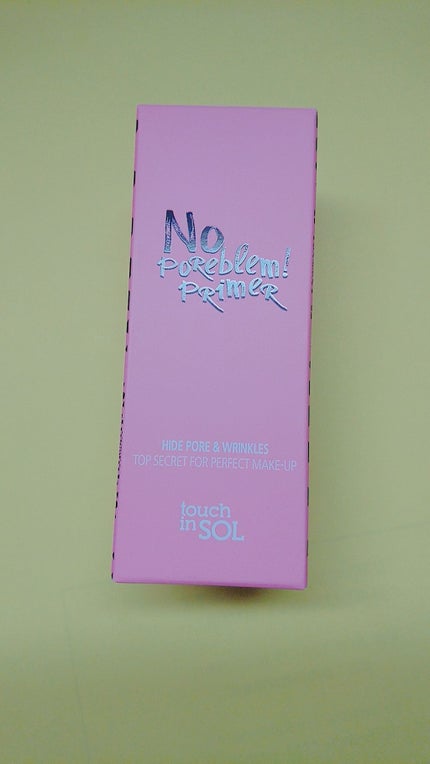 No
Poreblem!
Primer
HIDE PORE & WRINKLES
TOP SECRET FOR PERFECT MAKE-UP
touch
in SOL